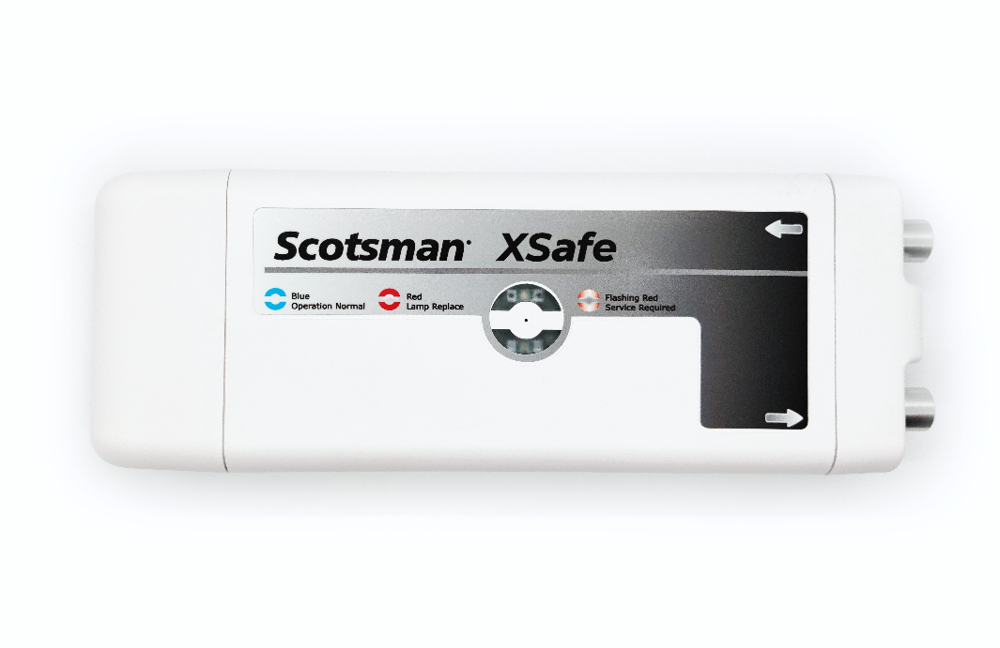 Scotsman XSafe
Blue
Operation Normal
Red
Lamp Replace
Flashing Red
Service Required